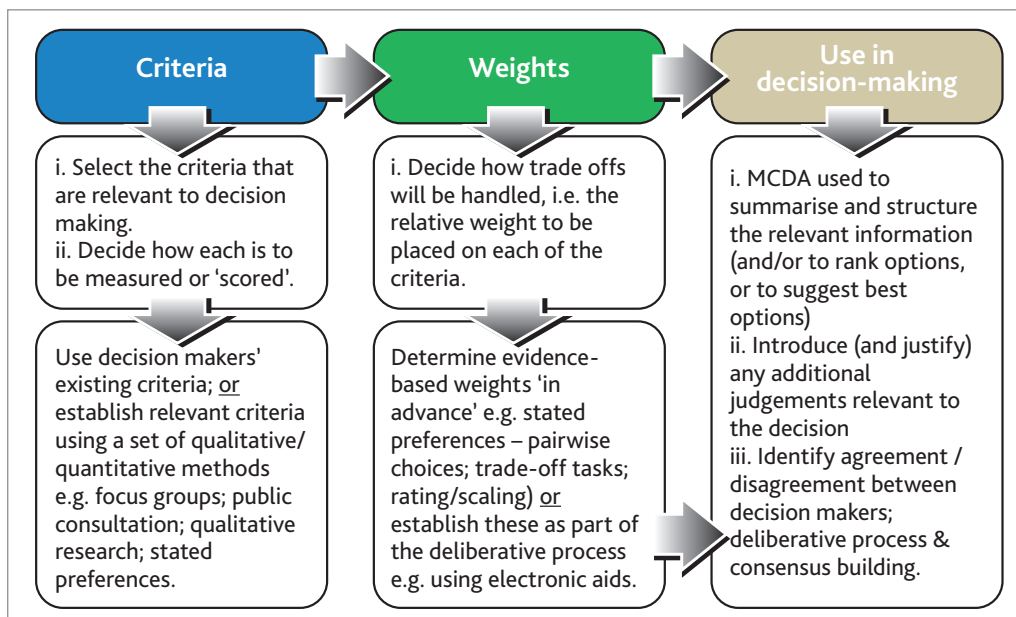 Criteria
i. Select the criteria that
are relevant to decision
making.
ii. Decide how each is to
be measured or ‘scored’.
Use decision makers’
existing criteria; or
establish relevant criteria
using a set of qualitative/
quantitative methods
e.g. focus groups; public
consultation; qualitative
research; stated
preferences.
Weights
i. Decide how trade offs
will be handled, i.e. the
relative weight to be
placed on each of the
criteria.
Determine evidence-
based weights ‘in
advance’ e.g. stated
preferences – pairwise
choices; trade-off tasks;
rating/scaling) or
establish these as part of
the deliberative process
e.g. using electronic aids.
Use in
decision-making
i. MCDA used to
summarise and structure
the relevant information
(and/or to rank options,
or to suggest best
options)
ii. Introduce (and justify)
any additional
judgements relevant to
the decision
iii. Identify agreement /
disagreement between
decision makers;
deliberative process &
consensus building.